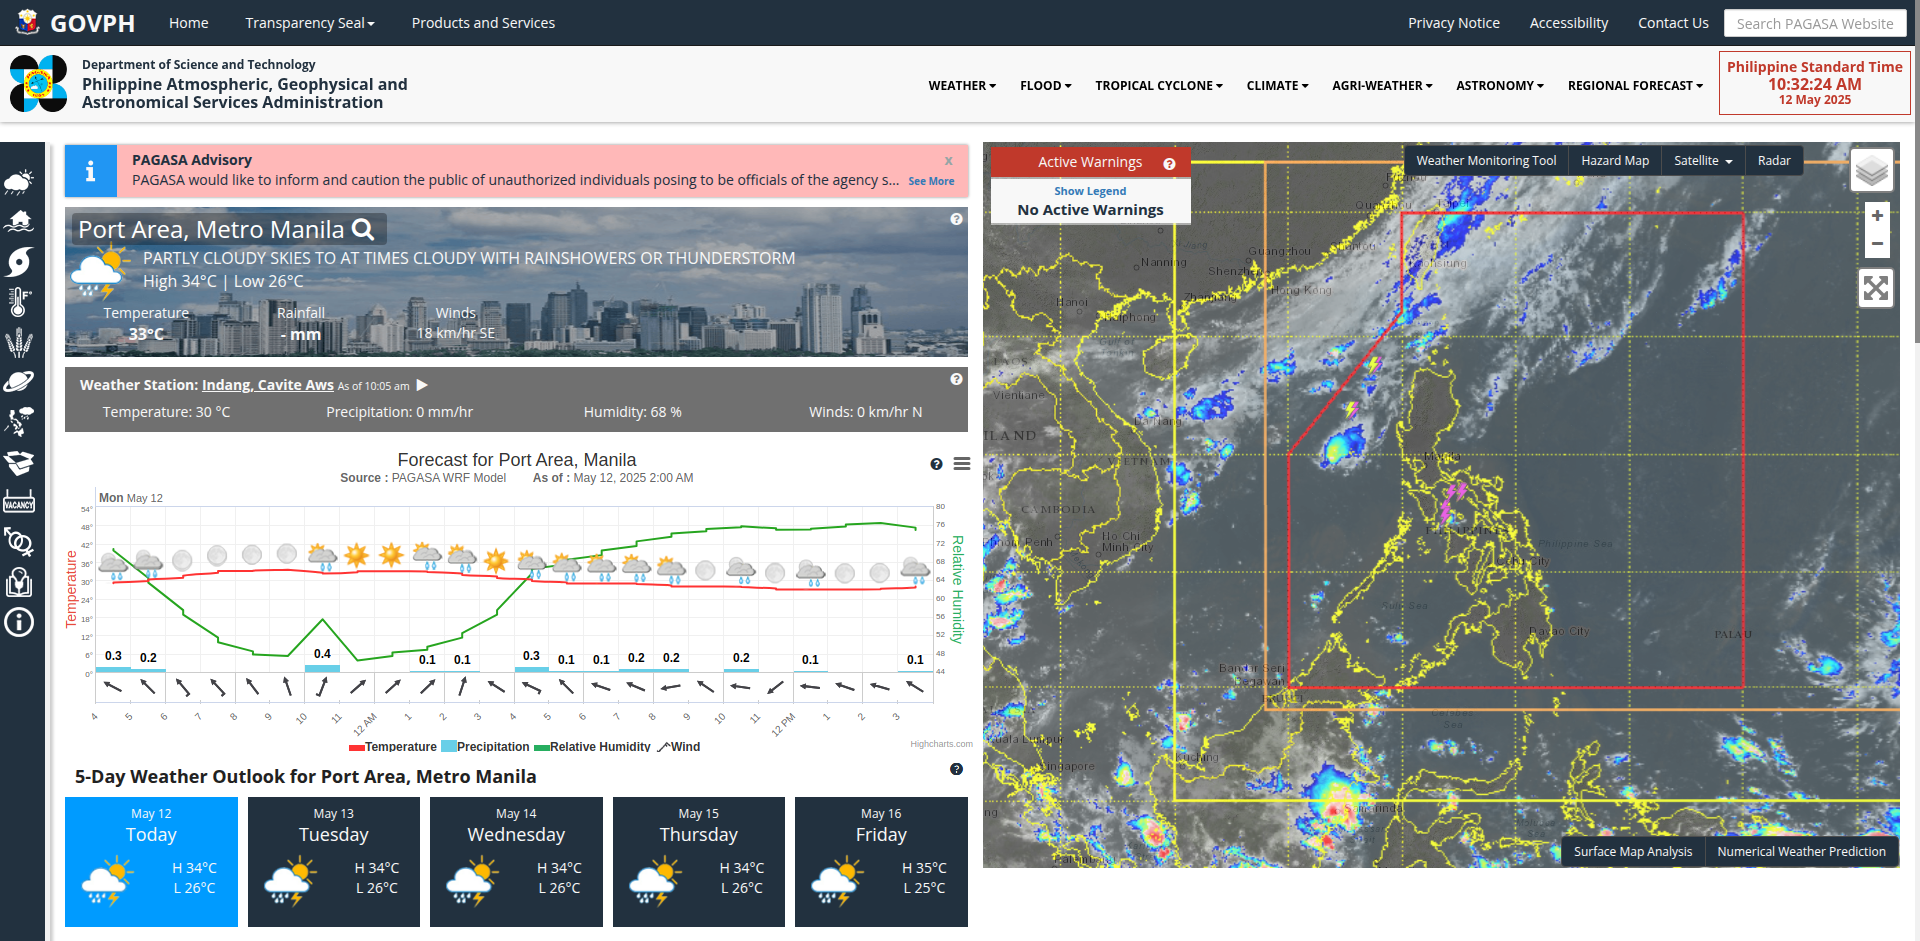 GOVPH
Home
Transparency Seal
Products and Services
Privacy Notice
Accessibility
Contact Us
Search PAGASA Website
Department of Science and Technology
Philippine Atmospheric, Geophysical and
Astronomical Services Administration
WEATHER
FLOOD
TROPICAL CYCLONE
CLIMATE
AGRI-WEATHER
ASTRONOMY
REGIONAL FORECAST
Philippine Standard Time
10:32:24 AM
12 May 2025
VACANCY
PAGASA Advisory
x
PAGASA would like to inform and caution the public of unauthorized individuals posing to be officials of the agency s... See More
Port Area, Metro Manila
PARTLY CLOUDY SKIES TO AT TIMES CLOUDY WITH RAINSHOWERS OR THUNDERSTORM
High 34°C | Low 26°C
Temperature
33°C
Rainfall
- mm
Winds
18 km/hr SE
Weather Station: Indang, Cavite Aws As of 10:05 am
Temperature: 30 °C
Precipitation: 0 mm/hr
Humidity: 68 %
Winds: 0 km/hr N
Forecast for Port Area, Manila
Source : PAGASA WRF Model As of : May 12, 2025 2:00 AM
Mon May 12
Temperature
54°
48°
42°
36°
30°
24°
18°
12°
6°
0°
80
76
72
68
64
60
56
52
48
44
Relative Humidity
0.3 0.2 0.4 0.1 0.1 0.3 0.1 0.1 0.2 0.2 0.2 0.1 0.1
4 5 6 7 8 9 10 11 12 AM 1 2 3 4 5 6 7 8 9 10 11 12 PM 1 2 3
Temperature Precipitation Relative Humidity Wind
Highcharts.com
5-Day Weather Outlook for Port Area, Metro Manila
May 12
Today
H 34°C
L 26°C
May 13
Tuesday
H 34°C
L 26°C
May 14
Wednesday
H 34°C
L 26°C
May 15
Thursday
H 34°C
L 26°C
May 16
Friday
H 35°C
L 25°C
Active Warnings
Show Legend
No Active Warnings
Weather Monitoring Tool
Hazard Map
Satellite
Radar
+
−
Taipei
Guangzhou
Nanning
Shenzhen
Hong Kong
Hanoi
Vientiane
Da Nang
VIETNAM
CAMBODIA
Ho Chi
Minh City
Manila
Philippine Sea
Davao City
PALAU
Bandar Seri
Begawan
Celebes
Sea
Kuching
Singapore
Surface Map Analysis
Numerical Weather Prediction